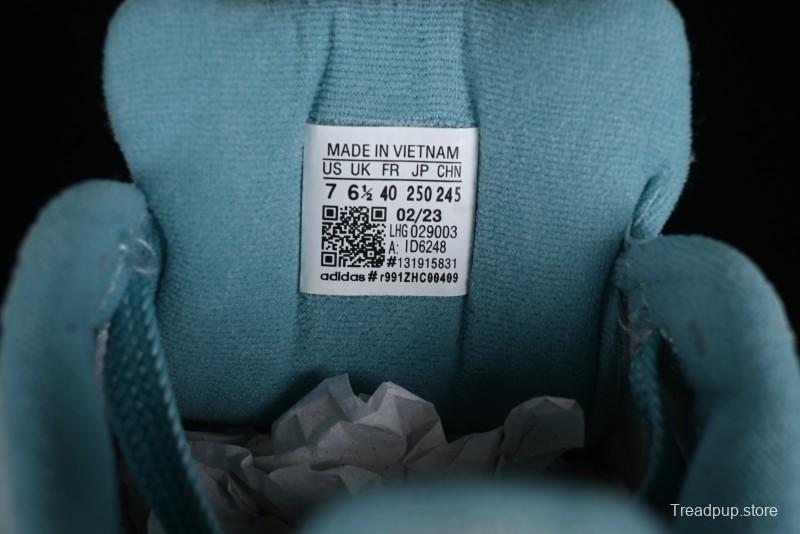 MADE IN VIETNAM
US UK FR JP CHN
7 6½ 40 250 245
02/23
LHG 029003
A: ID6248
#131915831
adidas # r991ZHC00409
Treadpup.store